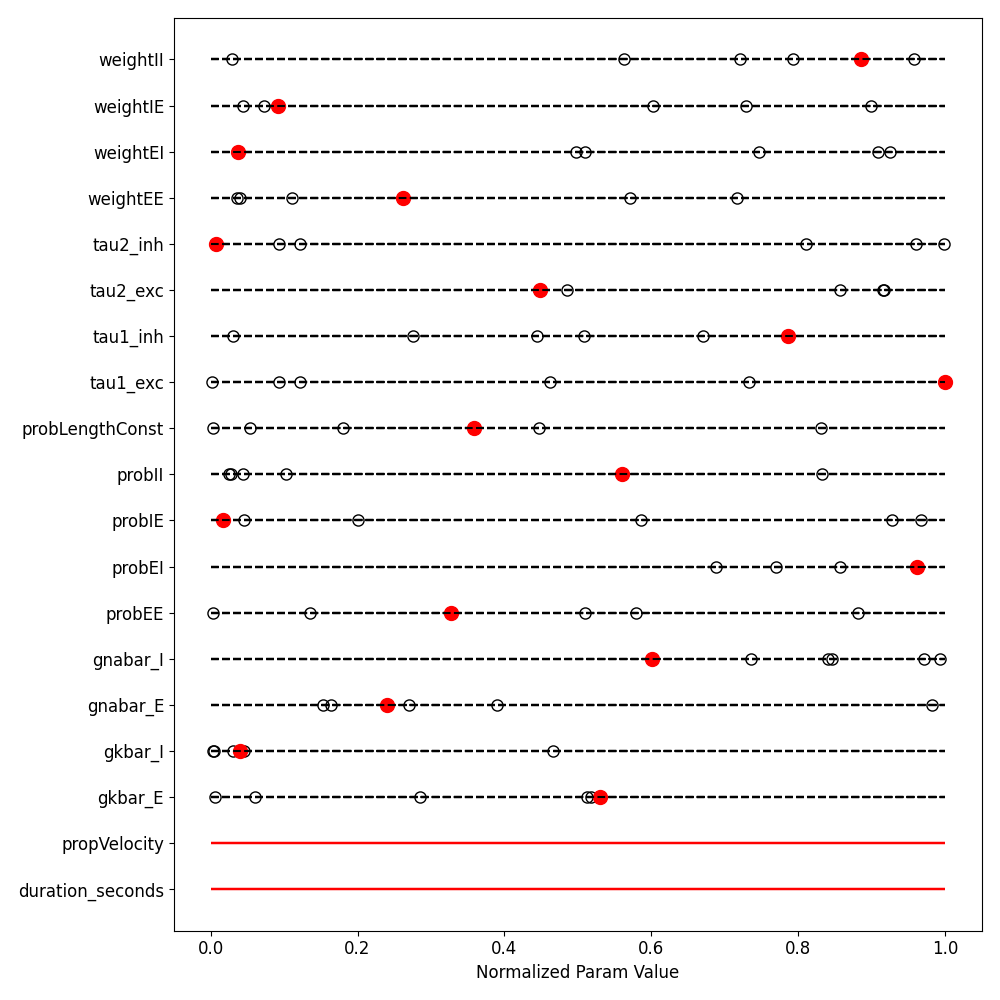 weightII
weightIE
weightEI
weightEE
tau2_inh
tau2_exc
tau1_inh
tau1_exc
probLengthConst
probII
probIE
probEI
probEE
gnabar_I
gnabar_E
gkbar_I
gkbar_E
propVelocity
duration_seconds
0.0 0.2 0.4 0.6 0.8 1.0
Normalized Param Value